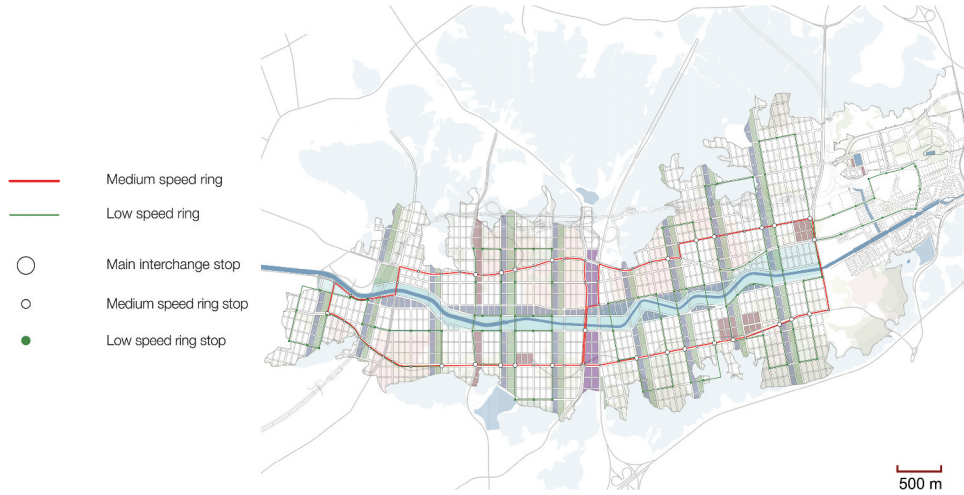 Medium speed ring
Low speed ring
Main interchange stop
Medium speed ring stop
Low speed ring stop
500 m